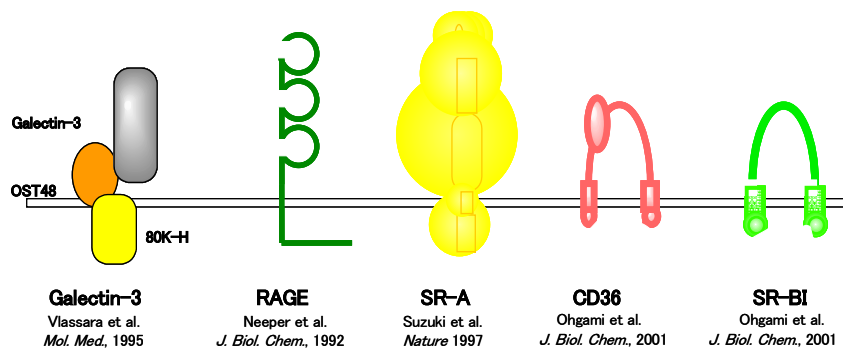 Galectin-3
OST48
80K-H
Galectin-3
Vlassara et al.
Mol. Med., 1995
RAGE
Neeper et al.
J. Biol. Chem., 1992
SR-A
Suzuki et al.
Nature 1997
CD36
Ohgami et al.
J. Biol. Chem., 2001
SR-BI
Ohgami et al.
J. Biol. Chem., 2001